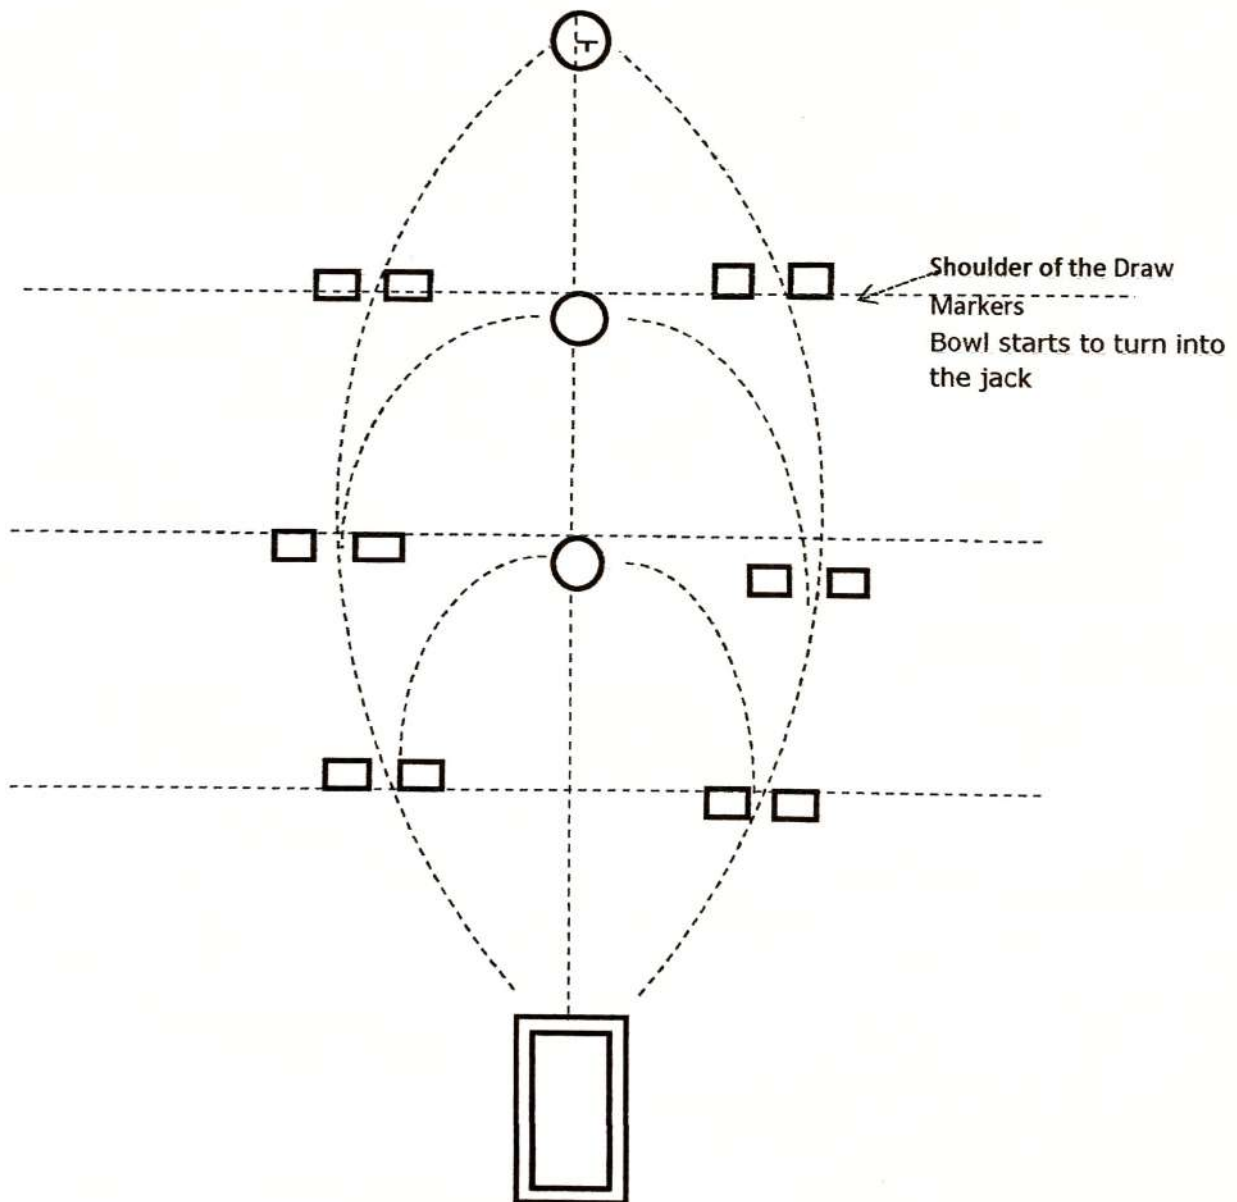 Shoulder of the Draw
Markers
Bowl starts to turn into
the jack